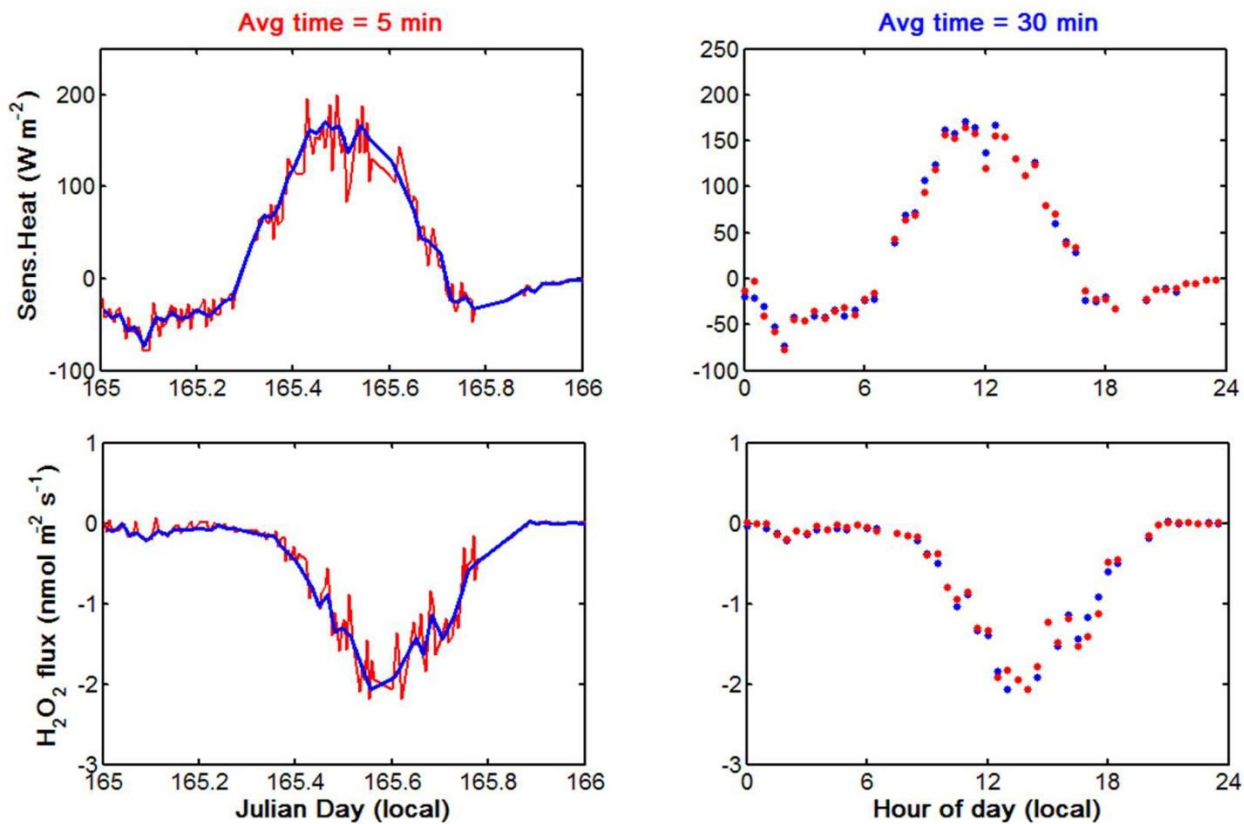 Avg time = 5 min
Avg time = 30 min
Sens.Heat (W m⁻²)
200
100
0
-100
165 165.2 165.4 165.6 165.8 166
250
200
150
100
50
0
-50
-100
0 6 12 18 24
H₂O₂ flux (nmol m⁻² s⁻¹)
1
0
-1
-2
-3
165 165.2 165.4 165.6 165.8 166
Julian Day (local)
1
0
-1
-2
-3
0 6 12 18 24
Hour of day (local)